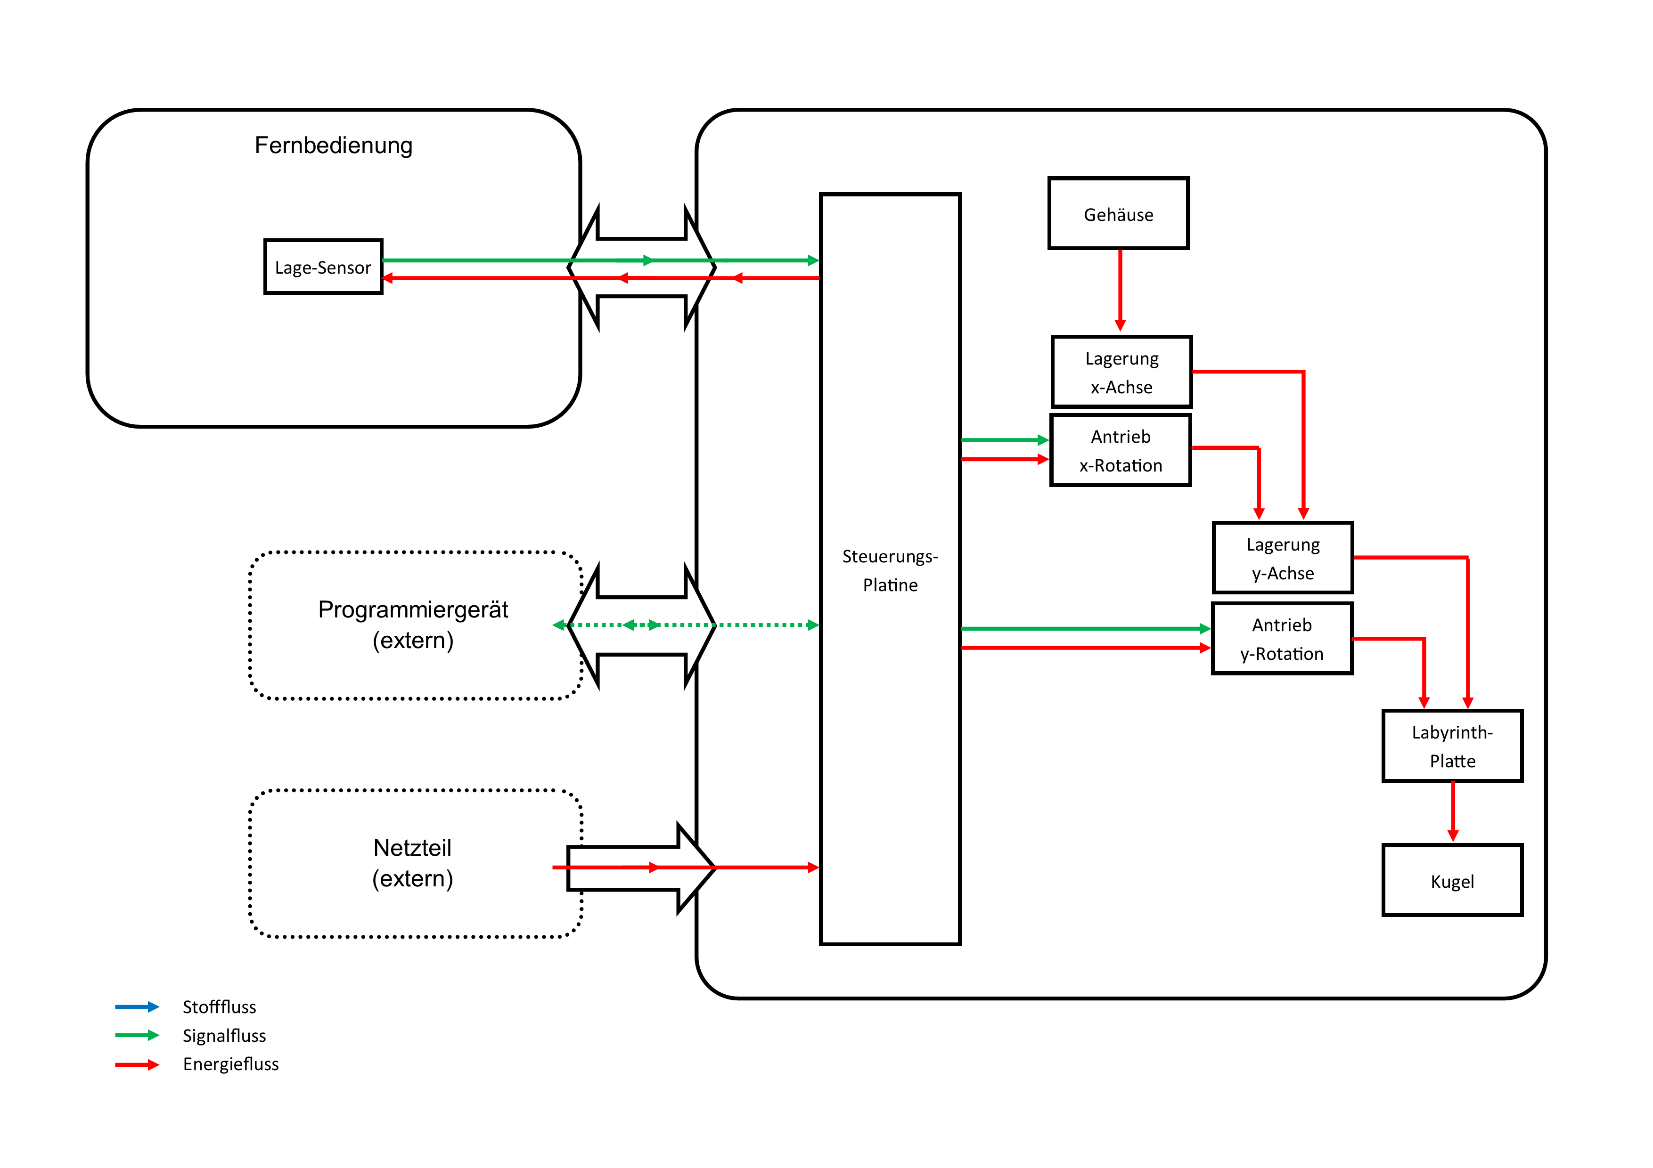 Fernbedienung
Lage-Sensor
Gehäuse
Lagerung
x-Achse
Antrieb
x-Rotation
Steuerungs-
Platine
Lagerung
y-Achse
Antrieb
y-Rotation
Programmiergerät
(extern)
Labyrinth-
Platte
Netzteil
(extern)
Kugel
Stofffluss
Signalfluss
Energiefluss